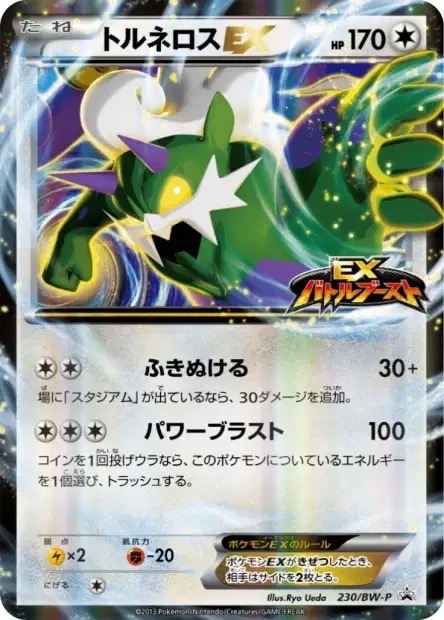 たね トルネロスEX HP170
EX
バトルブースト
ふきぬける 30+
場に「スタジアム」が出ているなら、30ダメージを追加。
パワーブラスト 100
コインを1回投げウラなら、このポケモンについているエネルギー
を1個選び、トラッシュする。
弱点 抵抗力
×2 -20
にげる
ポケモンEXのルール
ポケモンEXがきぜつしたとき、
相手はサイドを2枚とる。
Illus.Ryo Ueda 230/BW-P
©2013 Pokémon/Nintendo/Creatures/GAME FREAK